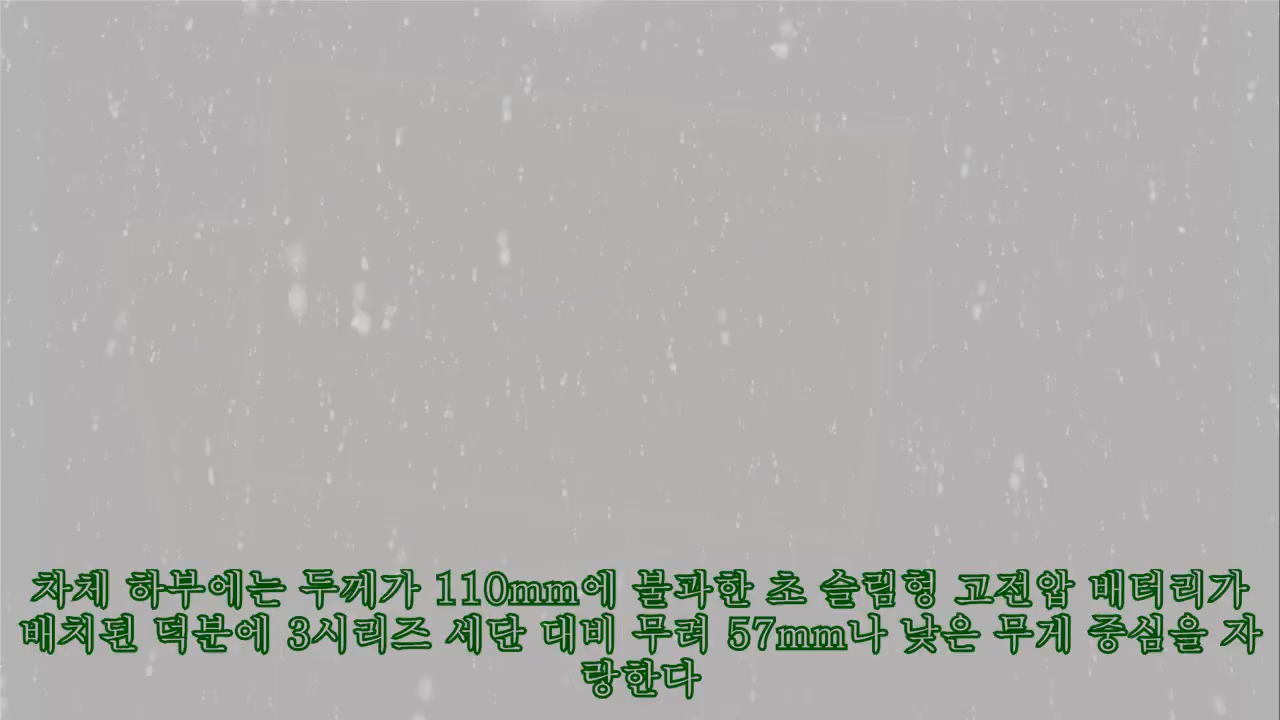 차체 하부에는 두께가 110mm에 불과한 초 슬림형 고전압 배터리가
배치된 덕분에 3시리즈 세단 대비 무려 57mm나 낮은 무게 중심을 자
랑한다